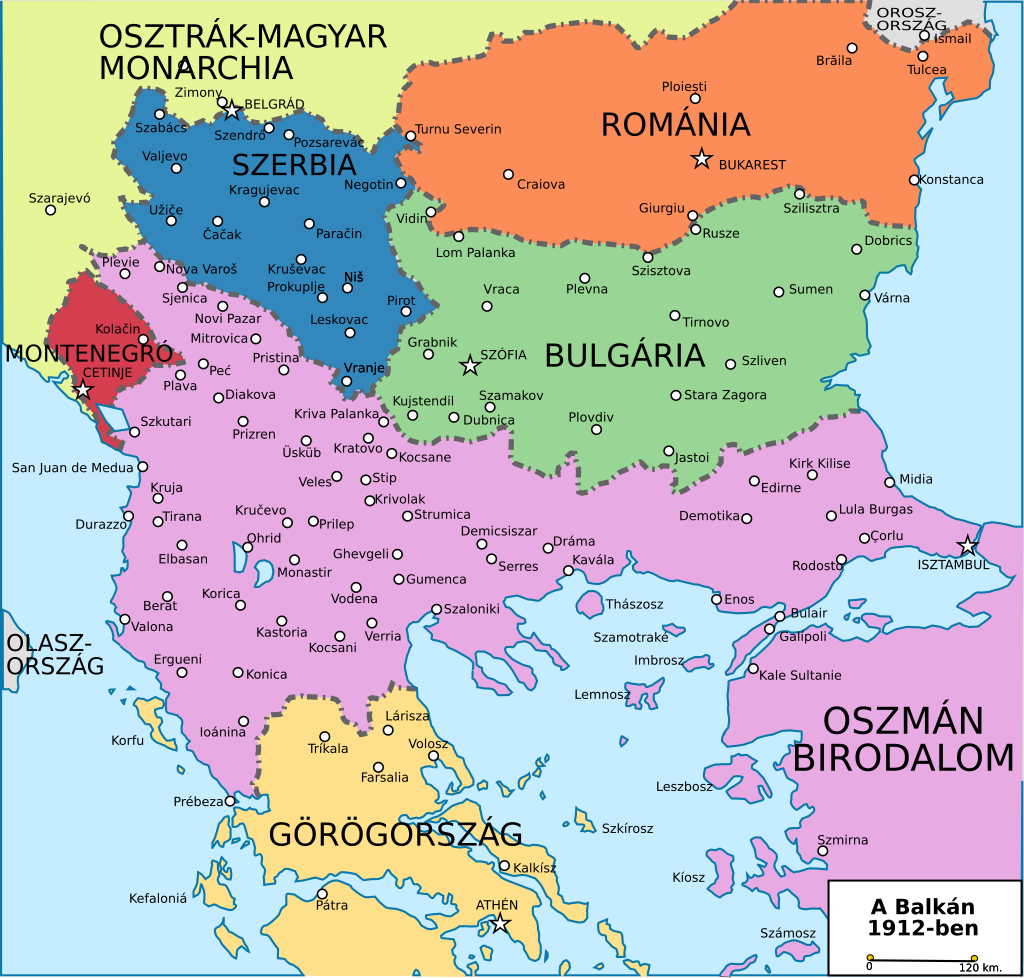 OSZTRÁK-MAGYAR
MONARCHIA
OROSZ-
ORSZÁG
Ismail
Brăila
Tulcea
Zimony
BELGRÁD
Ploiesti
ROMÁNIA
Szabács
Szendró
Pozsarevác
Turnu Severin
Valjevo
SZERBIA
BUKAREST
Negotin
Craiova
Konstanca
Szarajevó
Kragujevac
Užiče
Čačak
Paračin
Vidin
Giurgiu
Szilisztra
Rusze
Lom Palanka
Dobrics
Plevie
Nova Varoš
Kruševac
Niš
Szisztova
Prokuplje
Sjenica
Vraca
Plevna
Sumen
Várna
Novi Pazar
Pirot
Leskovac
Tirnovo
Kolačin
Mitrovica
Grabnik
MONTENEGRÓ
CETINJE
Pristina
SZÓFIA
BULGÁRIA
Szliven
Peć
Vranje
Plava
Diakova
Kujstendil
Szamakov
Stara Zagora
Szkutari
Kriva Palanka
Dubnica
Plovdiv
Prizren
Üsküb
Kratovo
Kocsane
Jastoi
San Juan de Medua
Kirk Kilise
Veles
Stip
Edirne
Midia
Kruja
Krivolak
Durazzo
Tirana
Kručevo
Prilep
Strumica
Demotika
Lula Burgas
Demicsiszar
Ohrid
Dráma
Çorlu
Elbasan
Ghevgeli
Serres
Kavála
Rodosto
ISZTAMBUL
Monastir
Gumenca
Berat
Korica
Vodena
Szaloniki
Thászosz
Enos
Bulair
Valona
Kastoria
Verria
Szamotraké
Galipoli
OLASZ-
ORSZÁG
Kocsani
Ergueni
Konica
Imbrosz
Kale Sultanie
Lemnosz
Korfu
Ioánina
Lárisza
OSZMÁN
BIRODALOM
Tríkala
Volosz
Farsalia
Leszbosz
Prébeza
GÖRÖGORSZÁG
Szkírosz
Szmirna
Kalkísz
Kíosz
Kefaloniá
Pátra
ATHÉN
A Balkán
1912-ben
Számosz
0
120 km.